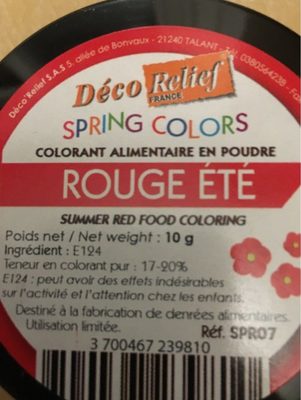 Déco Relief S.A.S 5. allée de Bonvaux - 21240 TALANT - Tél : 0380564238 - Fax
Déco Relief
FRANCE
SPRING COLORS
COLORANT ALIMENTAIRE EN POUDRE
ROUGE ÉTÉ
SUMMER RED FOOD COLORING
Poids net / Net weight : 10 g
Ingrédient : E124
Teneur en colorant pur : 17-20%
E124 : peut avoir des effets indésirables
sur l'activité et l'attention chez les enfants.
Destiné à la fabrication de denrées alimentaires.
Utilisation limitée.
Réf. SPR07
3 700467 239810